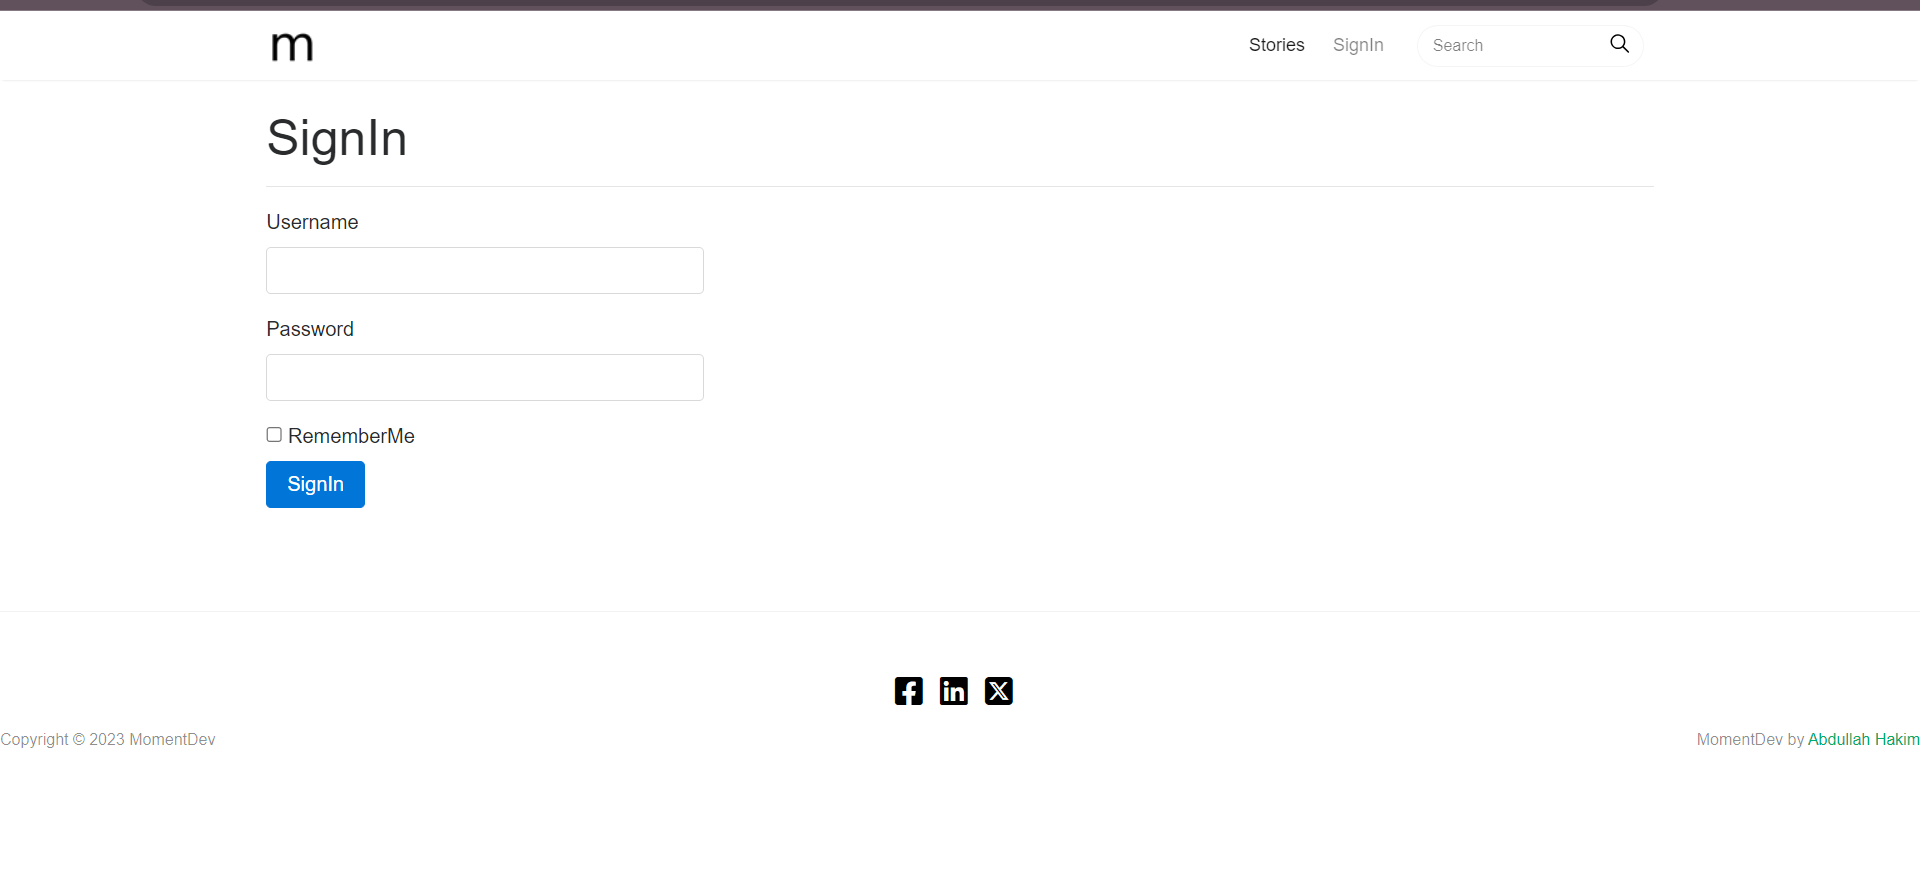 m
Stories SignIn Search
SignIn
Username
Password
RememberMe
SignIn
Copyright © 2023 MomentDev
MomentDev by Abdullah Hakim